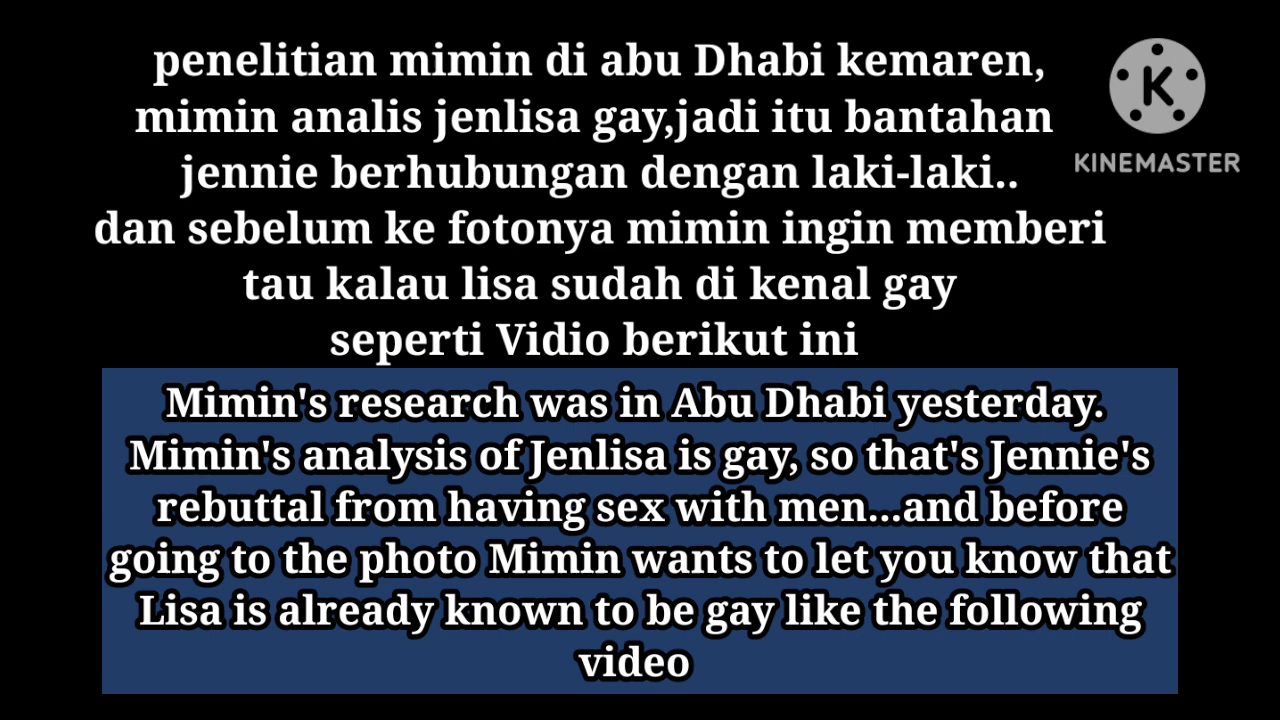 penelitian mimin di abu Dhabi kemaren,
mimin analis jenlisa gay,jadi itu bantahan
jennie berhubungan dengan laki-laki..
dan sebelum ke fotonya mimin ingin memberi
tau kalau lisa sudah di kenal gay
seperti Vidio berikut ini
KINEMASTER
Mimin's research was in Abu Dhabi yesterday.
Mimin's analysis of Jenlisa is gay, so that's Jennie's
rebuttal from having sex with men...and before
going to the photo Mimin wants to let you know that
Lisa is already known to be gay like the following
video